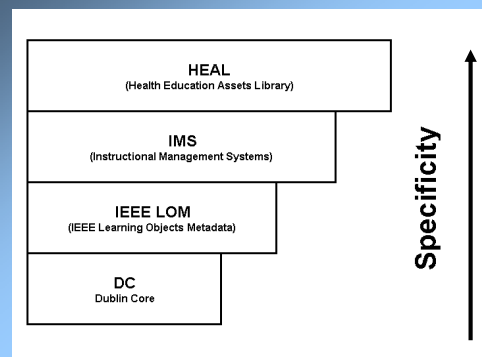 HEAL
(Health Education Assets Library)
IMS
(Instructional Management Systems)
IEEE LOM
(IEEE Learning Objects Metadata)
DC
Dublin Core
Specificity